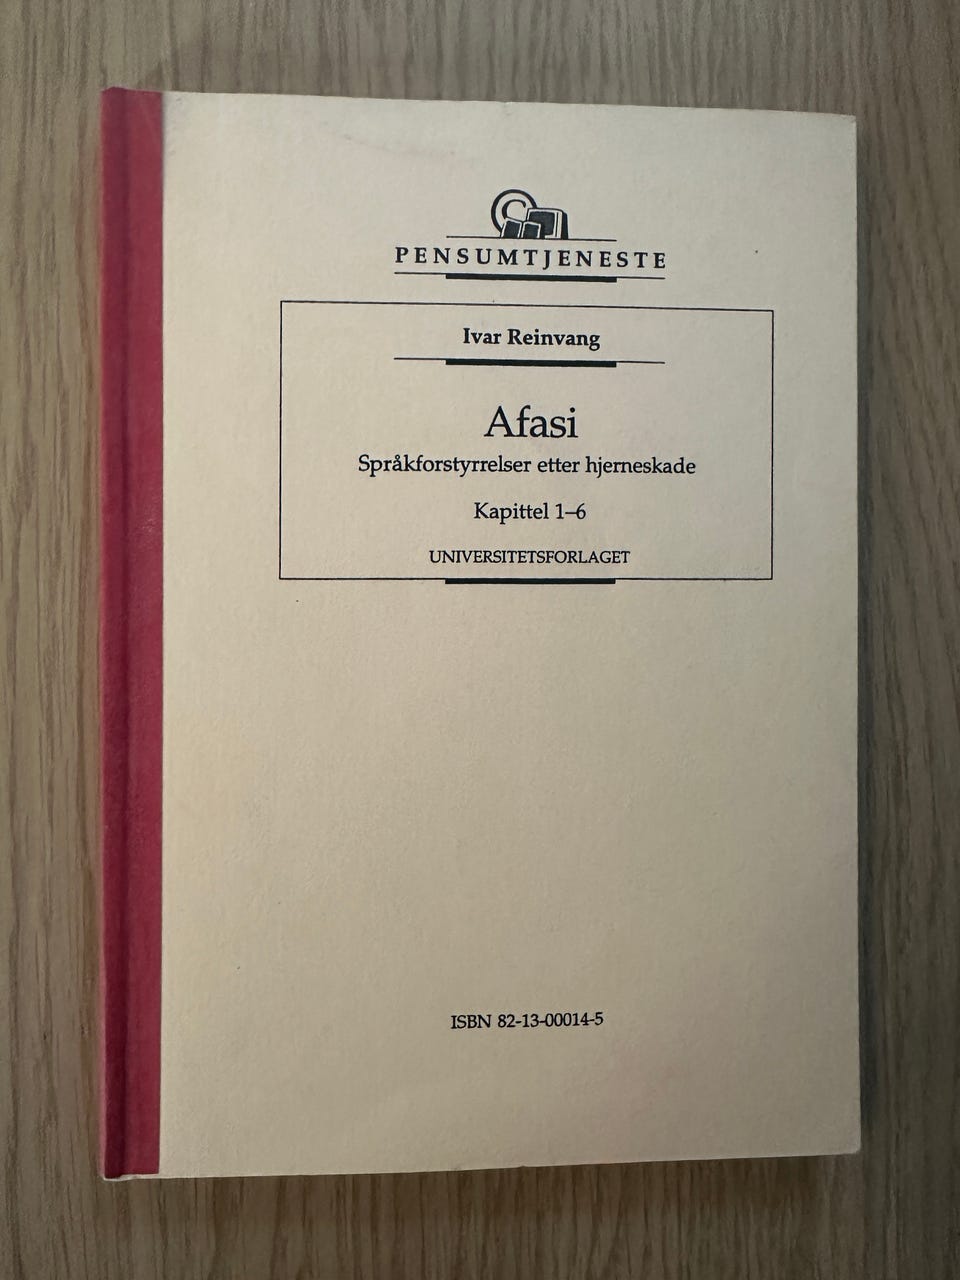 C
PENSUMTJENESTE
Ivar Reinvang
Afasi
Språkforstyrrelser etter hjerneskade
Kapittel 1–6
UNIVERSITETSFORLAGET
ISBN 82-13-00014-5